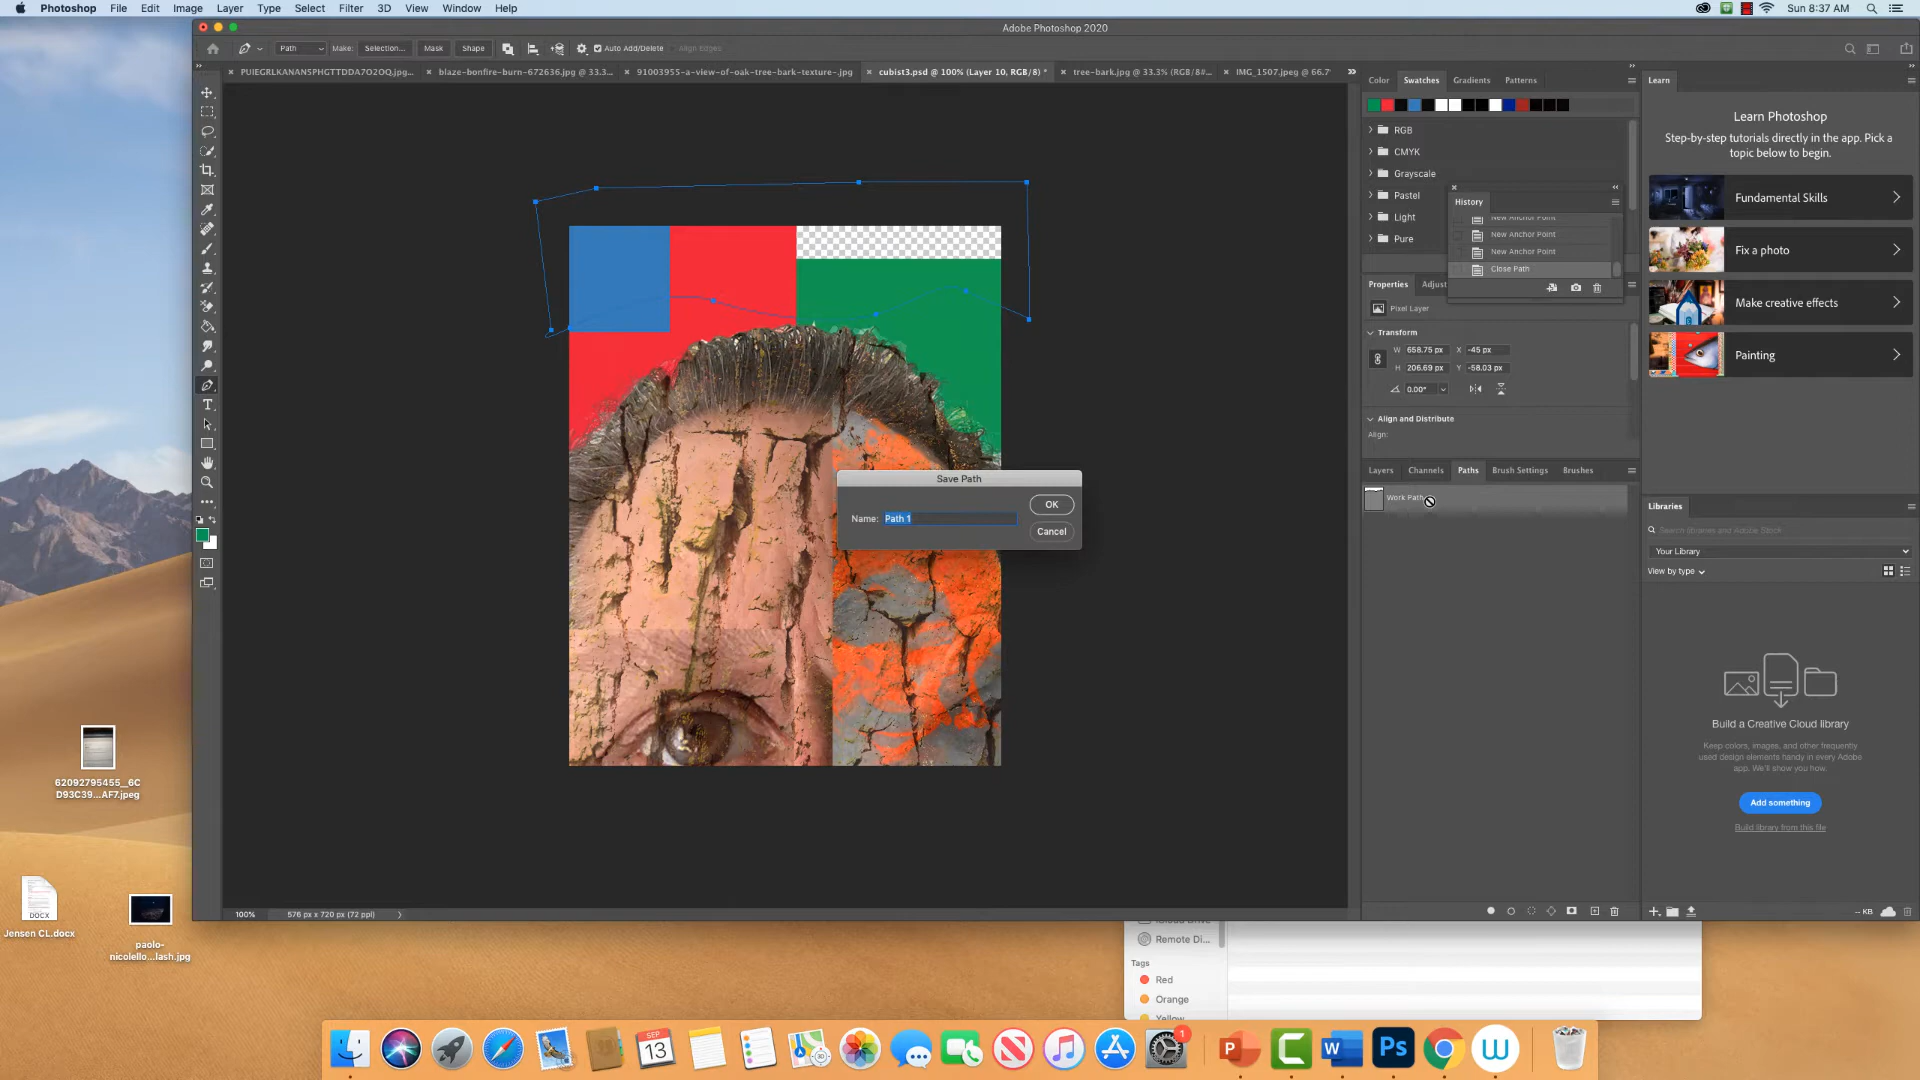 Photoshop File Edit Image Layer Type Select Filter 3D View Window Help
Sun 8:37 AM
Adobe Photoshop 2020
Path Make: Selection... Mask Shape Auto Add/Delete Align Edges
PUIEGRLKANAN5PHGTTDDA7O2OQ.jpg... blaze-bonfire-burn-672636.jpg @ 33.3... 91003955-a-view-of-oak-tree-bark-texture-.jpg cubist3.psd @ 100% (Layer 10, RGB/8) * tree-bark.jpg @ 33.3% (RGB/8#... IMG_1507.jpeg @ 66.7%
Color Swatches Gradients Patterns
RGB
CMYK
Grayscale
Pastel
Light
Pure
History
New Anchor Point
New Anchor Point
New Anchor Point
Close Path
Properties Adjust
Pixel Layer
Transform
W 658.75 px X -45 px
H 206.69 px Y -58.03 px
0.00°
Align and Distribute
Align:
Layers Channels Paths Brush Settings Brushes
Work Path
Save Path
Name: Path 1
OK
Cancel
Learn
Learn Photoshop
Step-by-step tutorials directly in the app. Pick a
topic below to begin.
Fundamental Skills
Fix a photo
Make creative effects
Painting
Libraries
Search libraries and Adobe Stock
Your Library
View by type
Build a Creative Cloud library
Keep colors, images, and other frequently
used design elements handy in every Adobe
app. We'll show you how.
Add something
Build library from this file
-- KB
100% 576 px x 720 px (72 ppi)
62092795455__6C
D93C39...AF7.jpeg
DOCX
Jensen CL.docx
paolo-
nicolello...lash.jpg
iCloud Drive
Remote Di...
Tags
Red
Orange
Yellow
SEP
13
1
Ps